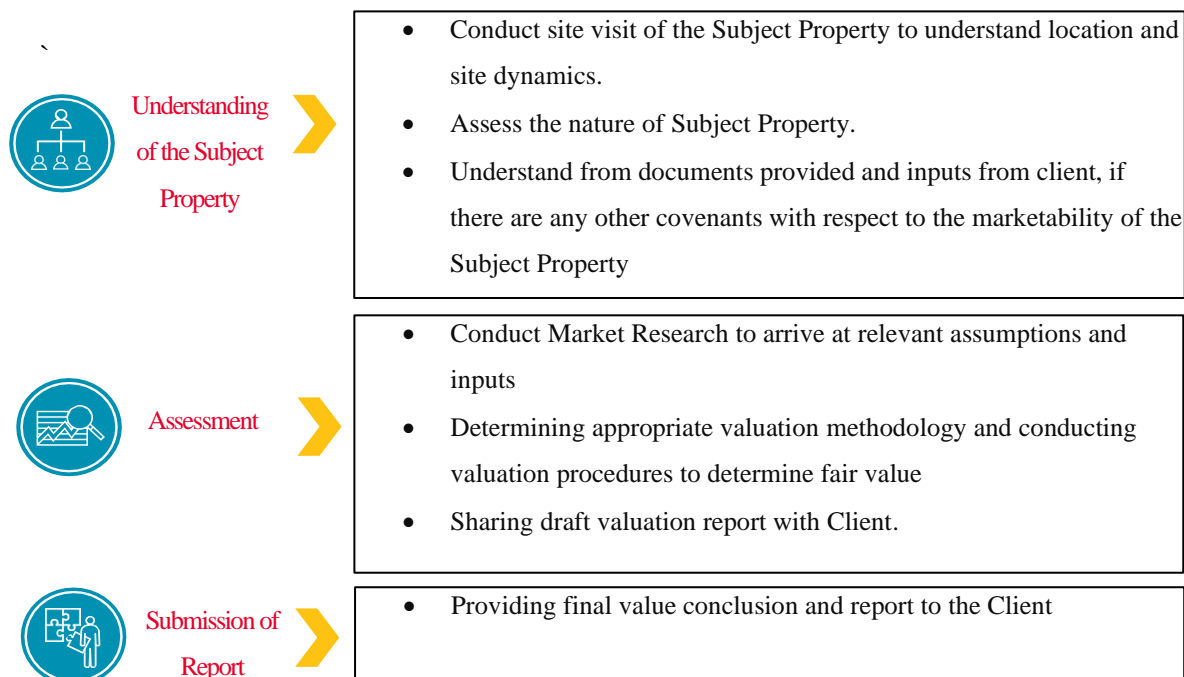 `
Understanding
of the Subject
Property
• Conduct site visit of the Subject Property to understand location and
site dynamics.
• Assess the nature of Subject Property.
• Understand from documents provided and inputs from client, if
there are any other covenants with respect to the marketability of the
Subject Property
Assessment
• Conduct Market Research to arrive at relevant assumptions and
inputs
• Determining appropriate valuation methodology and conducting
valuation procedures to determine fair value
• Sharing draft valuation report with Client.
Submission of
Report
• Providing final value conclusion and report to the Client